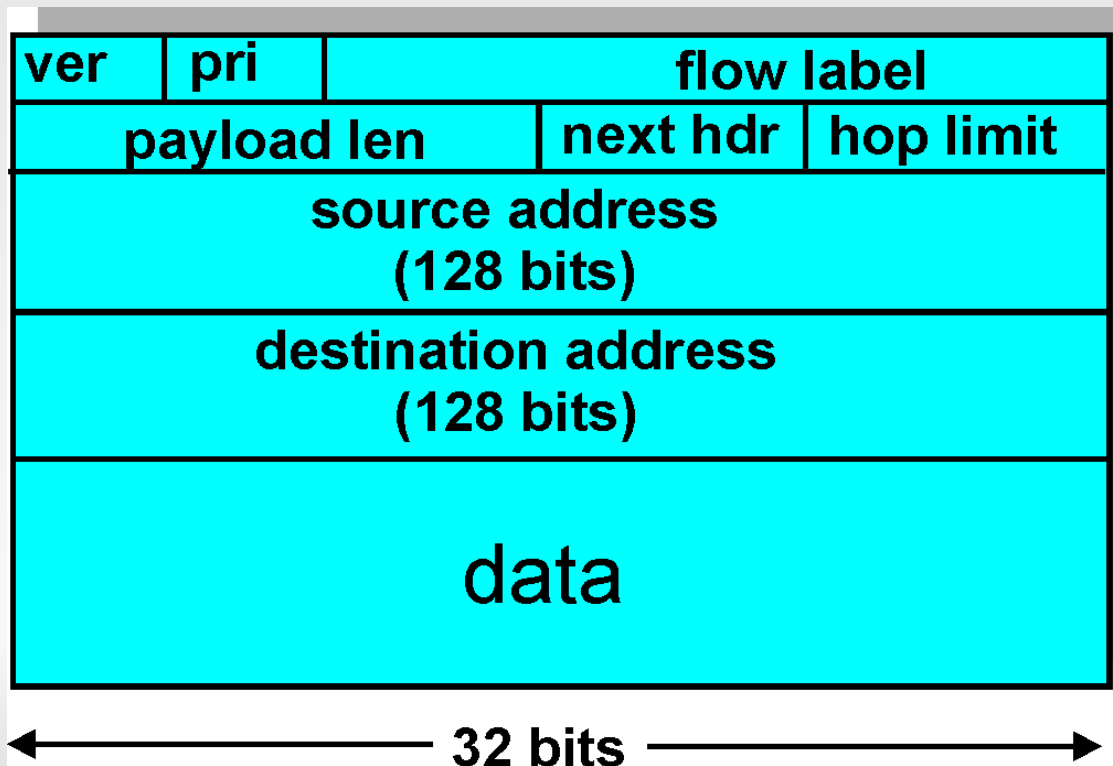 ver pri flow label
payload len next hdr hop limit
source address
(128 bits)
destination address
(128 bits)
data
32 bits